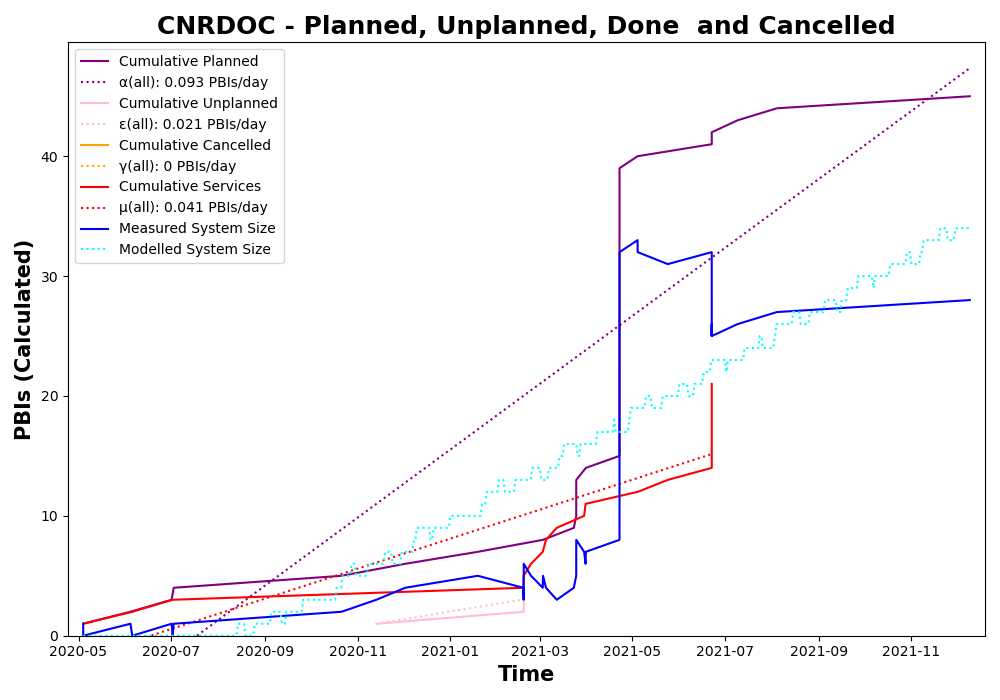 CNRDOC - Planned, Unplanned, Done  and Cancelled
Cumulative Planned
α(all): 0.093 PBIs/day
Cumulative Unplanned
ε(all): 0.021 PBIs/day
Cumulative Cancelled
γ(all): 0 PBIs/day
Cumulative Services
μ(all): 0.041 PBIs/day
Measured System Size
Modelled System Size
PBIs (Calculated)
40
30
20
10
0
2020-05 2020-07 2020-09 2020-11 2021-01 2021-03 2021-05 2021-07 2021-09 2021-11
Time